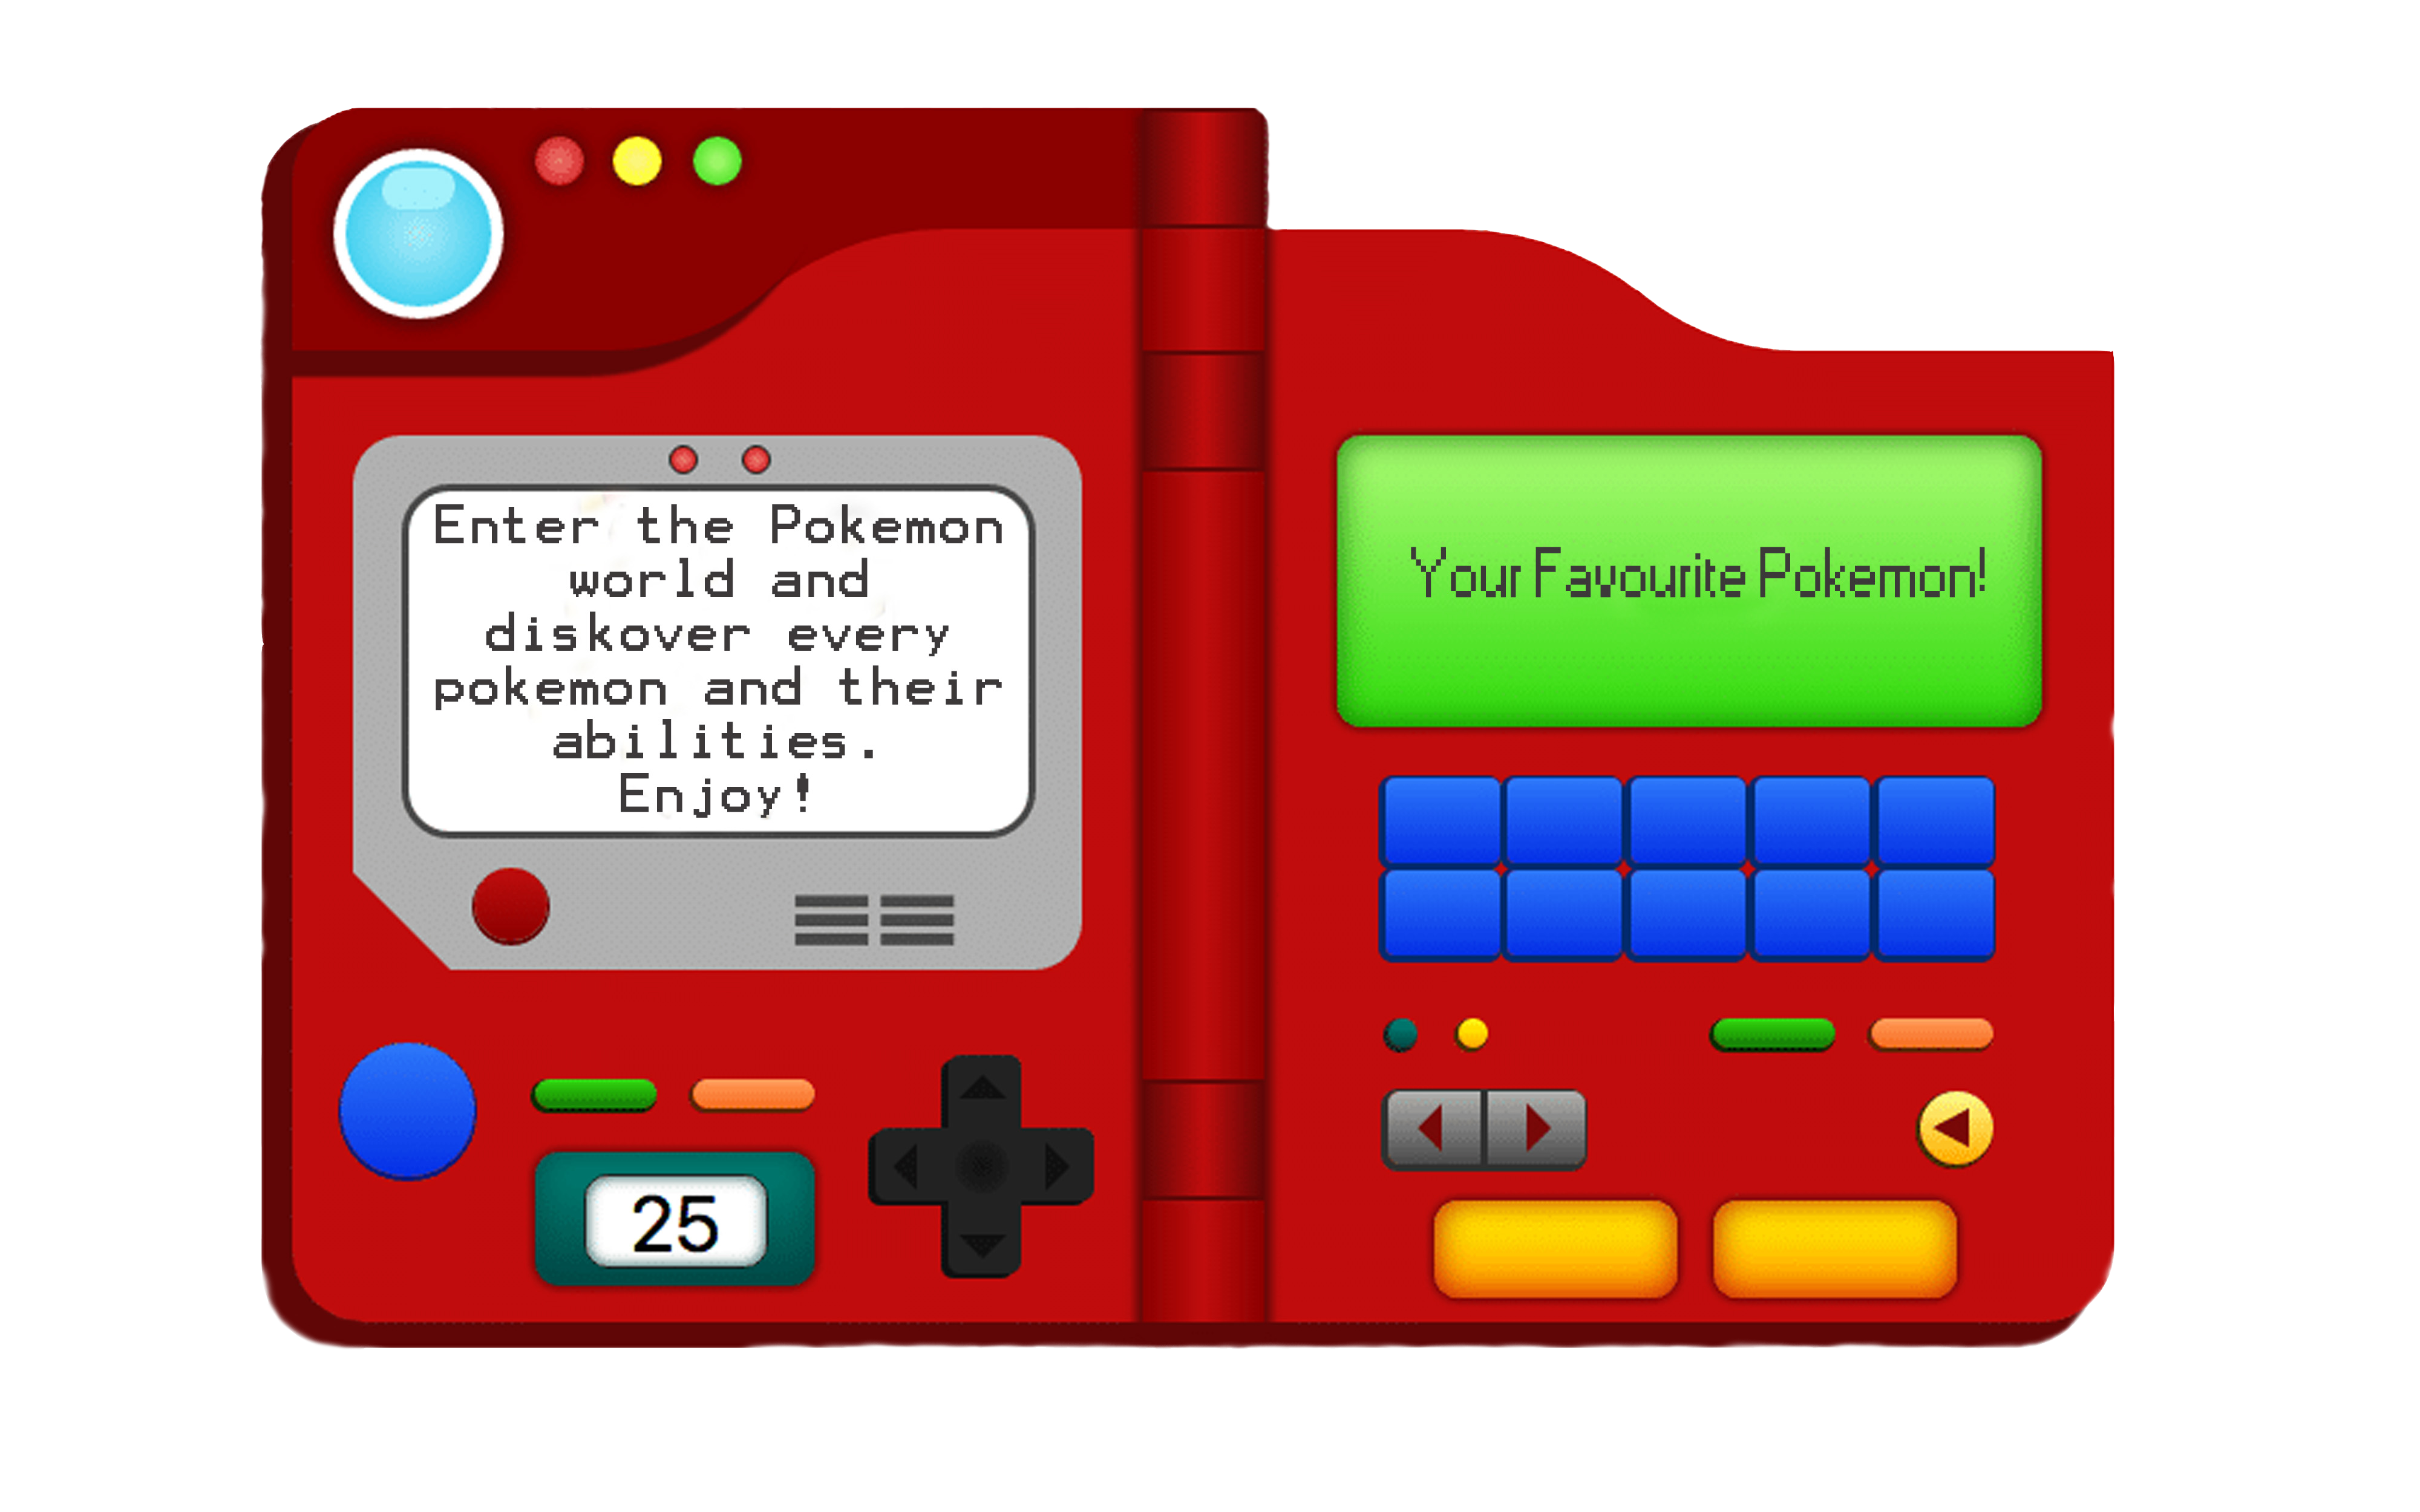 Enter the Pokemon
world and
diskover every
pokemon and their
abilities.
Enjoy!
Your Favourite Pokemon!
25